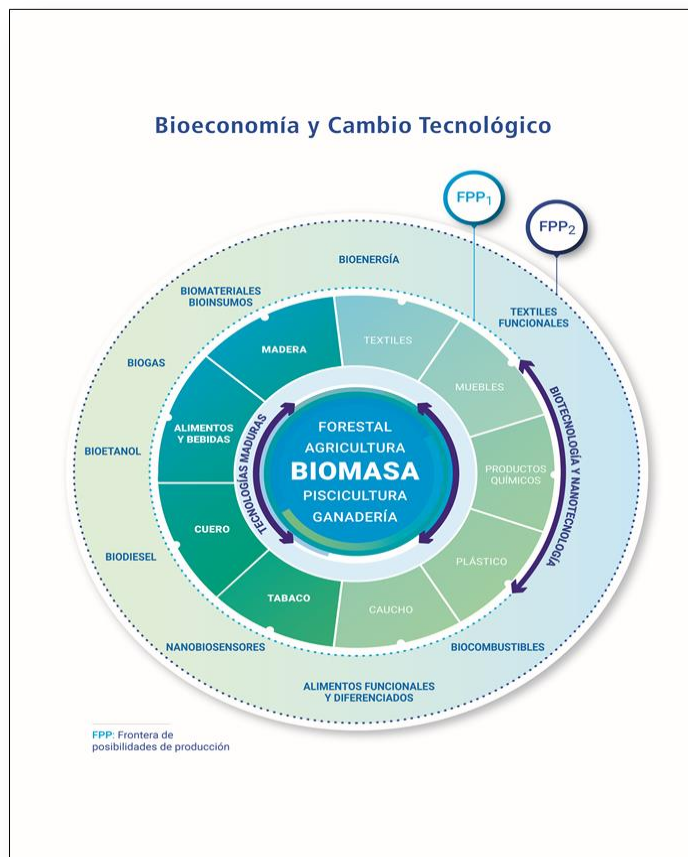 Bioeconomía y Cambio Tecnológico
FPP1
FPP2
BIOENERGÍA
BIOMATERIALES
BIOINSUMOS
TEXTILES
FUNCIONALES
BIOGAS
BIOETANOL
BIODIESEL
NANOBIOSENSORES
ALIMENTOS FUNCIONALES
Y DIFERENCIADOS
BIOCOMBUSTIBLES
BIOTECNOLOGÍA Y NANOTECNOLOGÍA
MADERA
TEXTILES
MUEBLES
PRODUCTOS
QUÍMICOS
PLÁSTICO
CAUCHO
TABACO
CUERO
ALIMENTOS
Y BEBIDAS
TECNOLOGÍAS MADURAS
FORESTAL
AGRICULTURA
BIOMASA
PISCICULTURA
GANADERÍA
FPP: Frontera de
posibilidades de producción